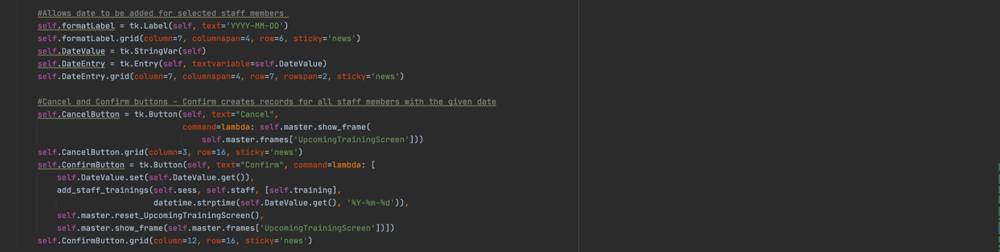 #Allows date to be added for selected staff members
self.formatLabel = tk.Label(self, text='YYYY-MM-DD')
self.formatLabel.grid(column=7, columnspan=4, row=6, sticky='news')
self.DateValue = tk.StringVar(self)
self.DateEntry = tk.Entry(self, textvariable=self.DateValue)
self.DateEntry.grid(column=7, columnspan=4, row=7, rowspan=2, sticky='news')
#Cancel and Confirm buttons - Confirm creates records for all staff members with the given date
self.CancelButton = tk.Button(self, text="Cancel",
command=lambda: self.master.show_frame(
self.master.frames['UpcomingTrainingScreen']))
self.CancelButton.grid(column=3, row=16, sticky='news')
self.ConfirmButton = tk.Button(self, text="Confirm", command=lambda: [
self.DateValue.set(self.DateValue.get()),
add_staff_trainings(self.sess, self.staff, [self.training],
datetime.strptime(self.DateValue.get(), '%Y-%m-%d')),
self.master.reset_UpcomingTrainingScreen(),
self.master.show_frame(self.master.frames['UpcomingTrainingScreen'])])
self.ConfirmButton.grid(column=12, row=16, sticky='news')